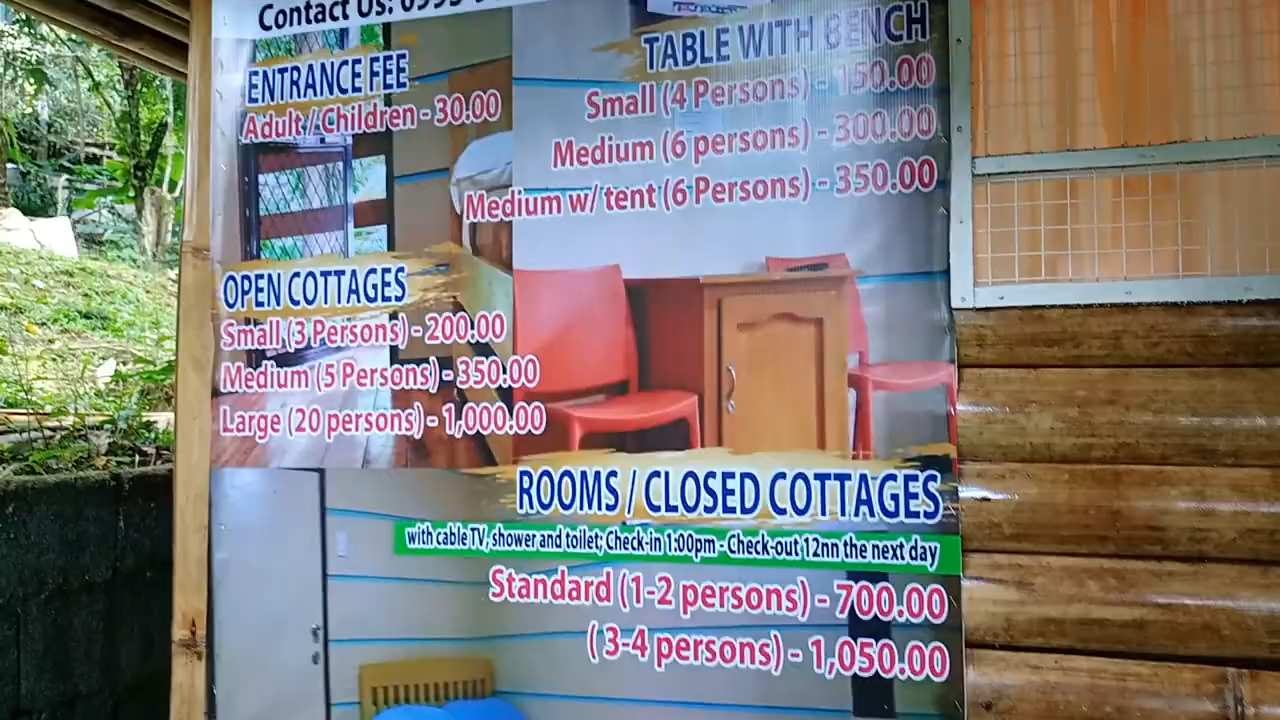 Contact Us:
ENTRANCE FEE
Adult / Children - 30.00
TABLE WITH BENCH
Small (4 Persons) - 150.00
Medium (6 persons) - 300.00
Medium w/ tent (6 Persons) - 350.00
OPEN COTTAGES
Small (3 Persons) - 200.00
Medium (5 Persons) - 350.00
Large (20 persons) - 1,000.00
ROOMS / CLOSED COTTAGES
with cable TV, shower and toilet; Check-in 1:00pm - Check-out 12nn the next day
Standard (1-2 persons) - 700.00
( 3-4 persons) - 1,050.00